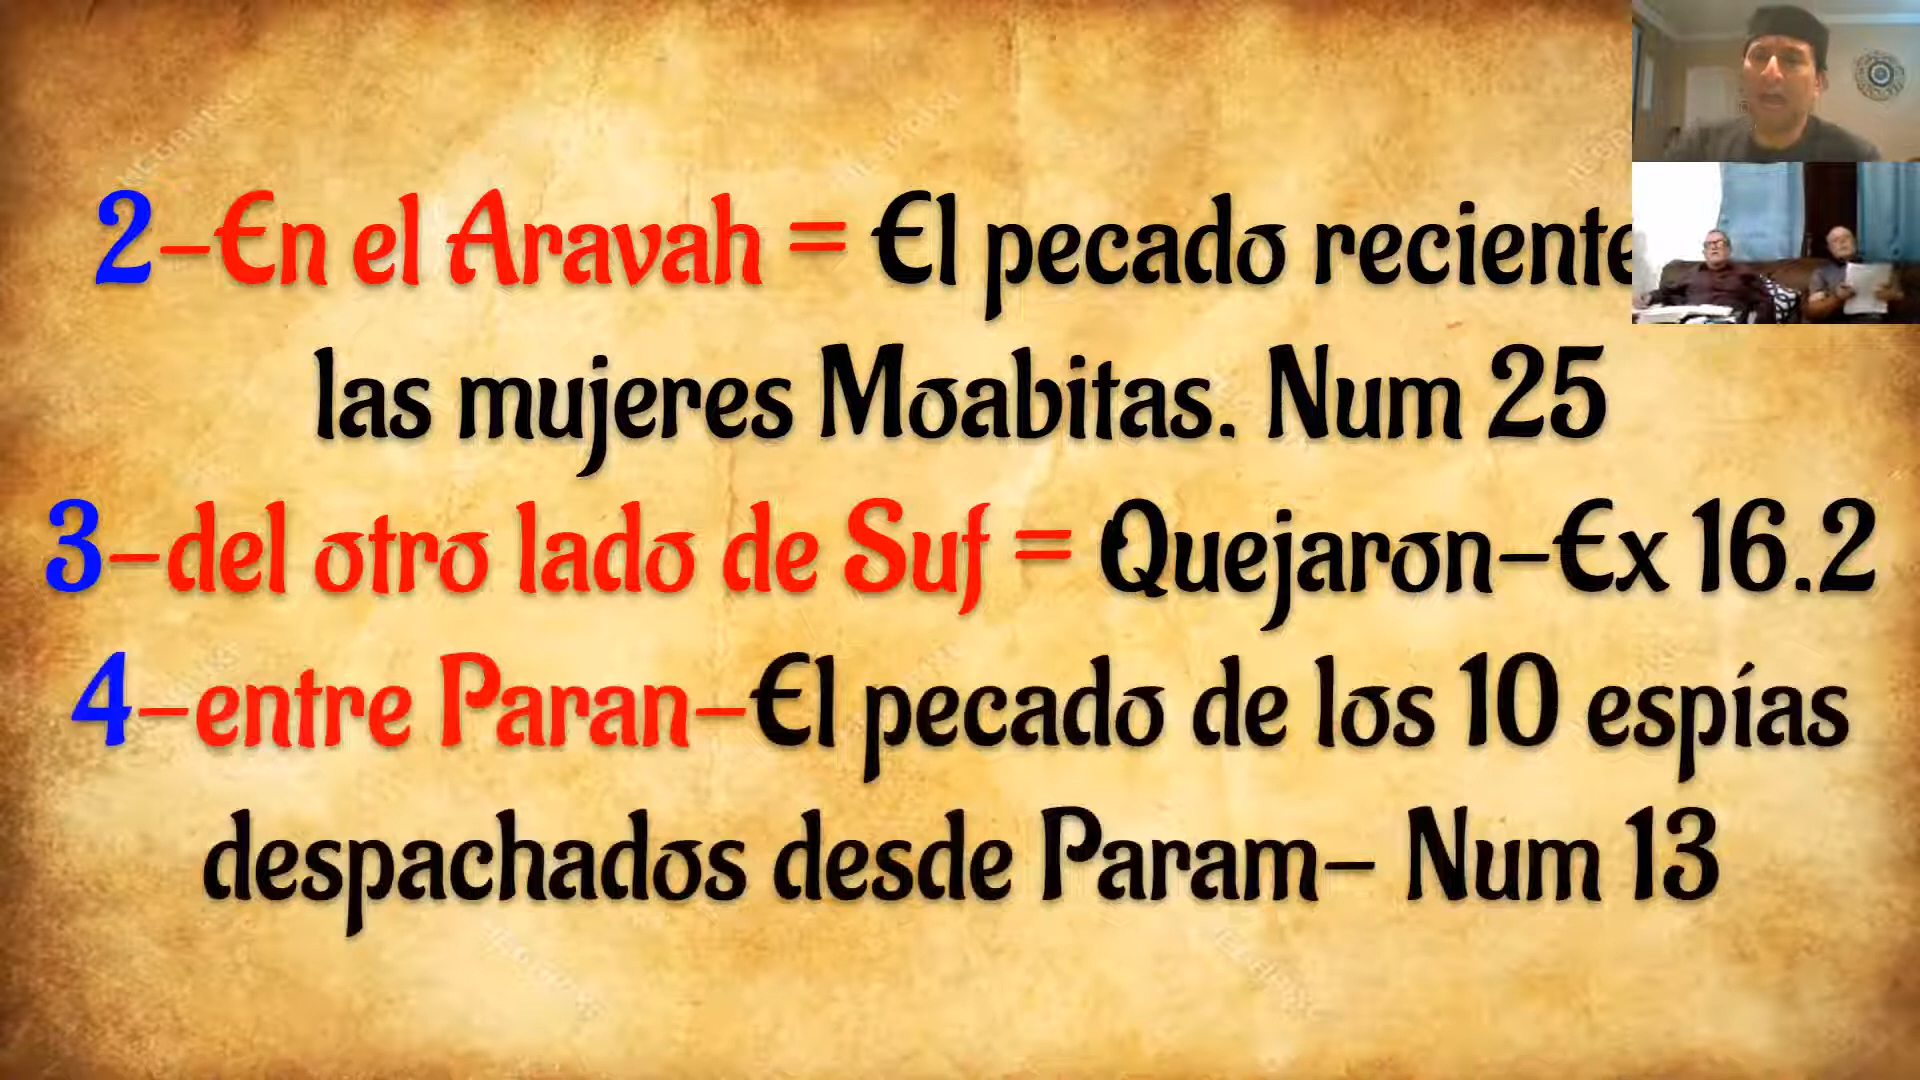 2-En el Aravah = El pecado reciente
las mujeres Moabitas. Num 25
3-del otro lado de Suf = Quejaron-Ex 16.2
4-entre Paran-El pecado de los 10 espías
despachados desde Param- Num 13